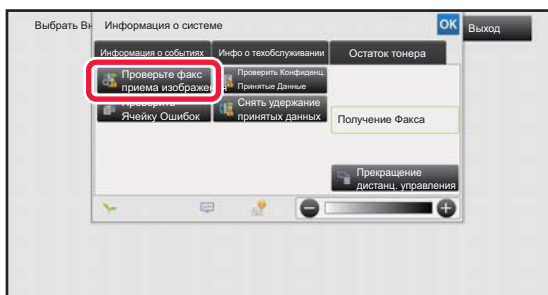 Выбрать Вн
Информация о системе
OK
Выход
Информация о событиях
Инфо о техобслуживании
Остаток тонера
Проверьте факс
приема изображе
Проверить Конфиденц.
Принятые Данные
Проверить
Ячейку Ошибок
Снять удержание
принятых данных
Получение Факса
Прекращение
дистанц. управления